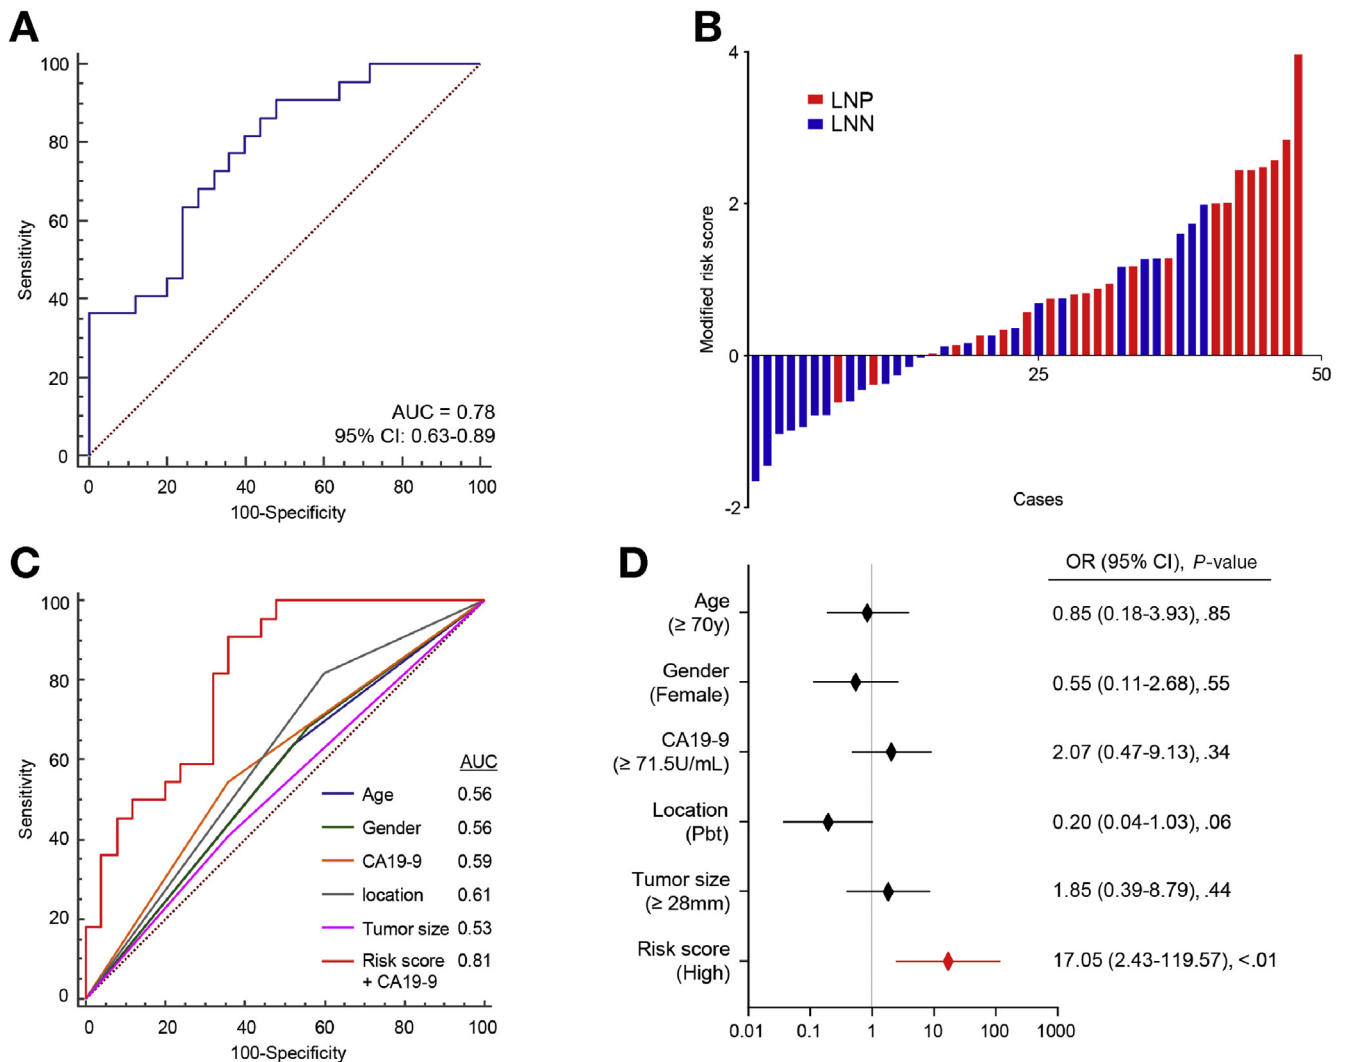 A
100
80
60
40
20
0
Sensitivity
0 20 40 60 80 100
100-Specificity
AUC = 0.78
95% CI: 0.63-0.89
B
4
2
0
-2
Modified risk score
LNP
LNN
25
50
Cases
C
100
80
60
40
20
0
Sensitivity
AUC
Age 0.56
Gender 0.56
CA19-9 0.59
location 0.61
Tumor size 0.53
Risk score 0.81
+ CA19-9
0 20 40 60 80 100
100-Specificity
D
OR (95% CI), P-value
Age
(≥ 70y)
0.85 (0.18-3.93), .85
Gender
(Female)
0.55 (0.11-2.68), .55
CA19-9
(≥ 71.5U/mL)
2.07 (0.47-9.13), .34
Location
(Pbt)
0.20 (0.04-1.03), .06
Tumor size
(≥ 28mm)
1.85 (0.39-8.79), .44
Risk score
(High)
17.05 (2.43-119.57), <.01
0.01 0.1 1 10 100 1000